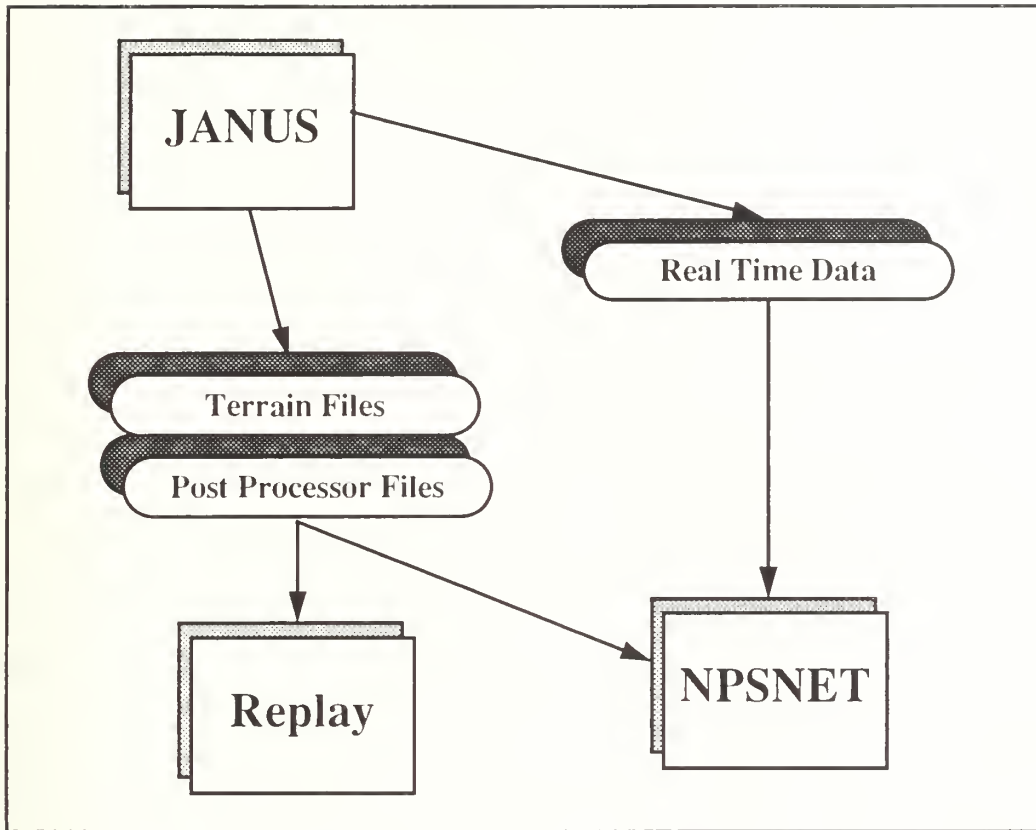 JANUS
Real Time Data
Terrain Files
Post Processor Files
Replay
NPSNET